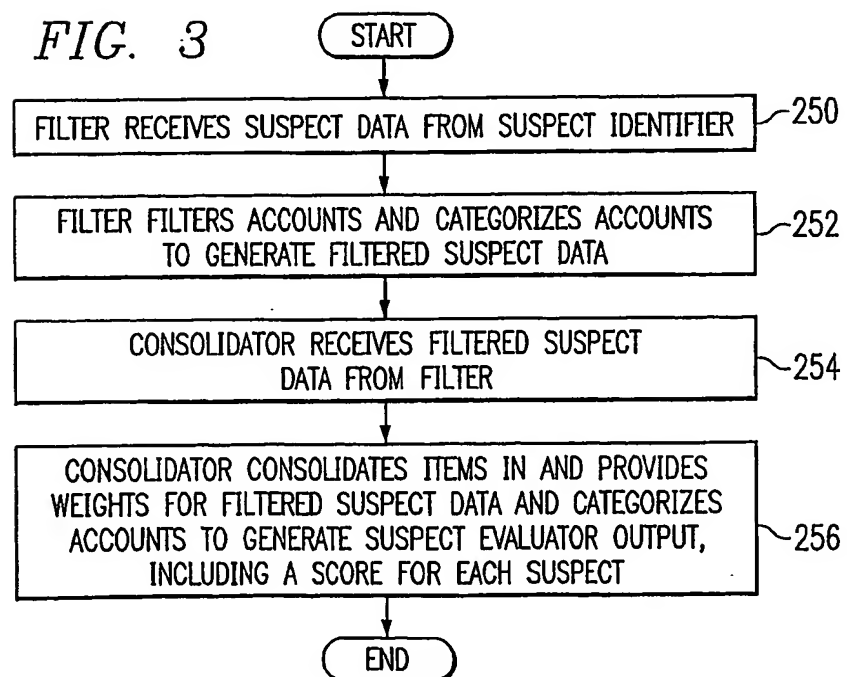 FIG. 3
START
FILTER RECEIVES SUSPECT DATA FROM SUSPECT IDENTIFIER
250
FILTER FILTERS ACCOUNTS AND CATEGORIZES ACCOUNTS
TO GENERATE FILTERED SUSPECT DATA
252
CONSOLIDATOR RECEIVES FILTERED SUSPECT
DATA FROM FILTER
254
CONSOLIDATOR CONSOLIDATES ITEMS IN AND PROVIDES
WEIGHTS FOR FILTERED SUSPECT DATA AND CATEGORIZES
ACCOUNTS TO GENERATE SUSPECT EVALUATOR OUTPUT,
INCLUDING A SCORE FOR EACH SUSPECT
256
END